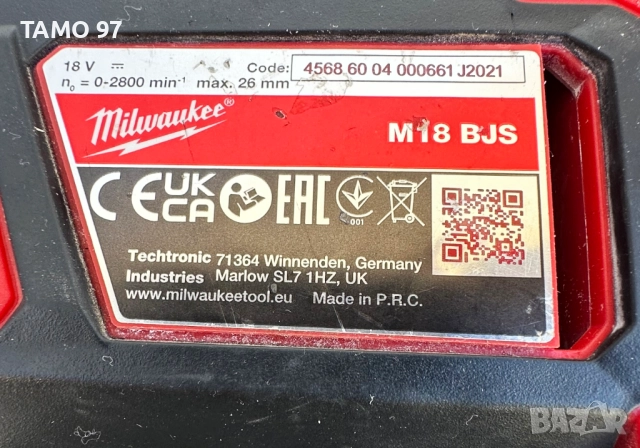 TAMO 97
18 V ⎓ Code: 4568 60 04 000661 J2021
n₀ = 0-2800 min⁻¹ max. 26 mm
Milwaukee®
M18 BJS
CE UK CA EAC
001
Techtronic 71364 Winnenden, Germany
Industries Marlow SL7 1HZ, UK
www.milwaukeetool.eu Made in P.R.C.
BAZAR